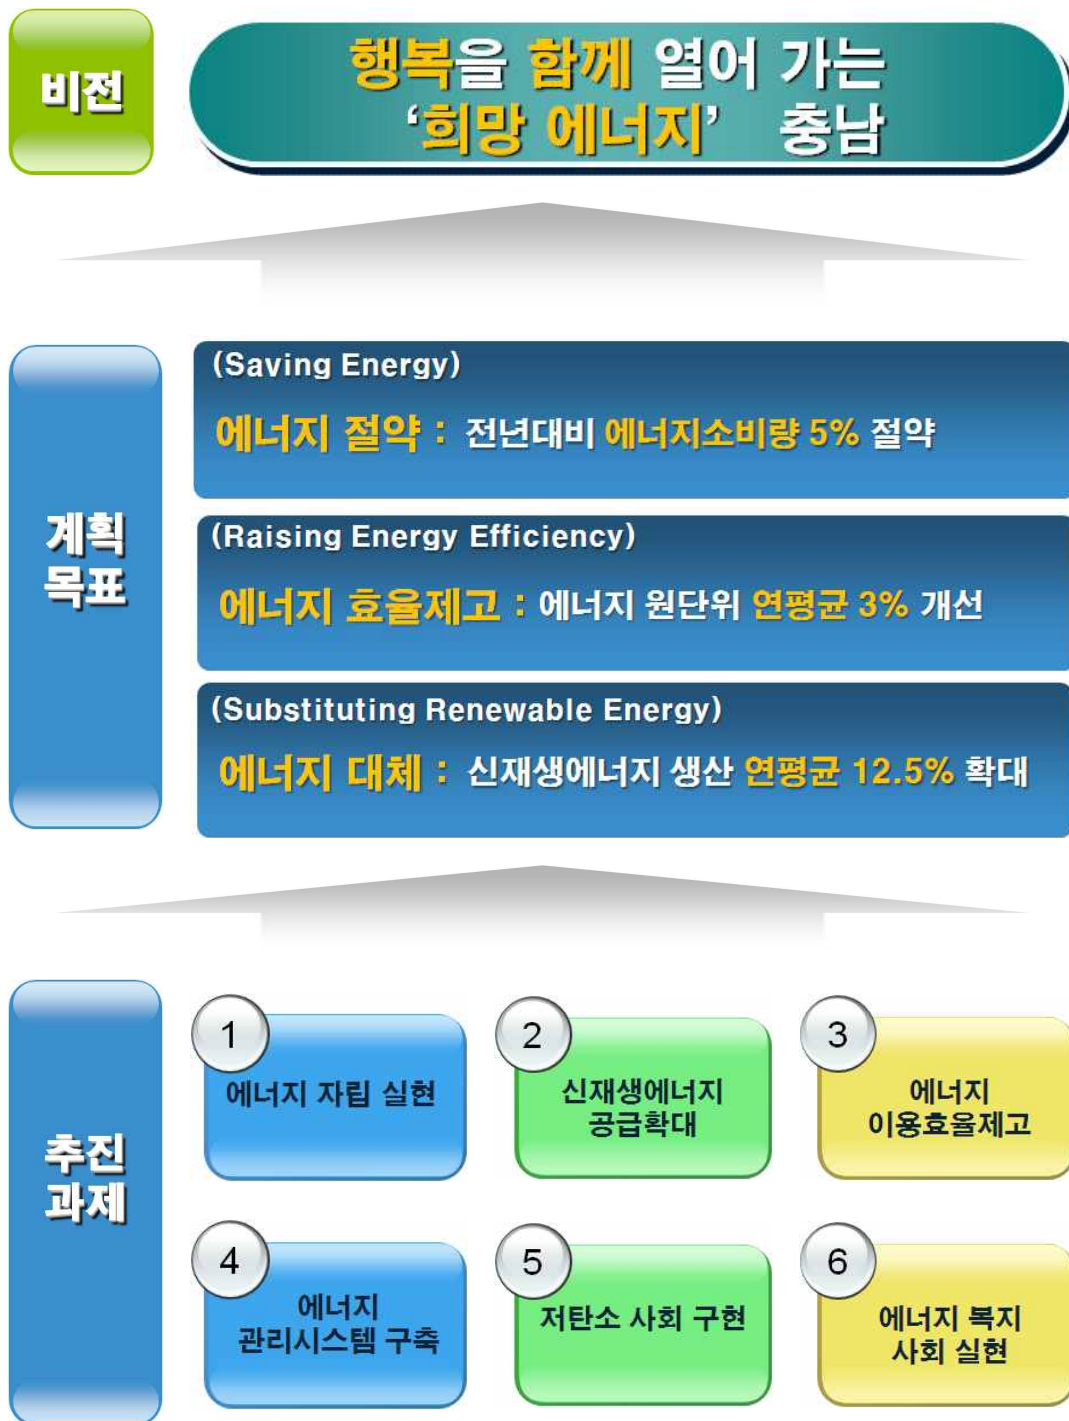 비전
행복을 함께 열어 가는
‘희망 에너지’ 충남
계획
목표
(Saving Energy)
에너지 절약 : 전년대비 에너지소비량 5% 절약
(Raising Energy Efficiency)
에너지 효율제고 : 에너지 원단위 연평균 3% 개선
(Substituting Renewable Energy)
에너지 대체 : 신재생에너지 생산 연평균 12.5% 확대
추진
과제
1
에너지 자립 실현
2
신재생에너지
공급확대
3
에너지
이용효율제고
4
에너지
관리시스템 구축
5
저탄소 사회 구현
6
에너지 복지
사회 실현